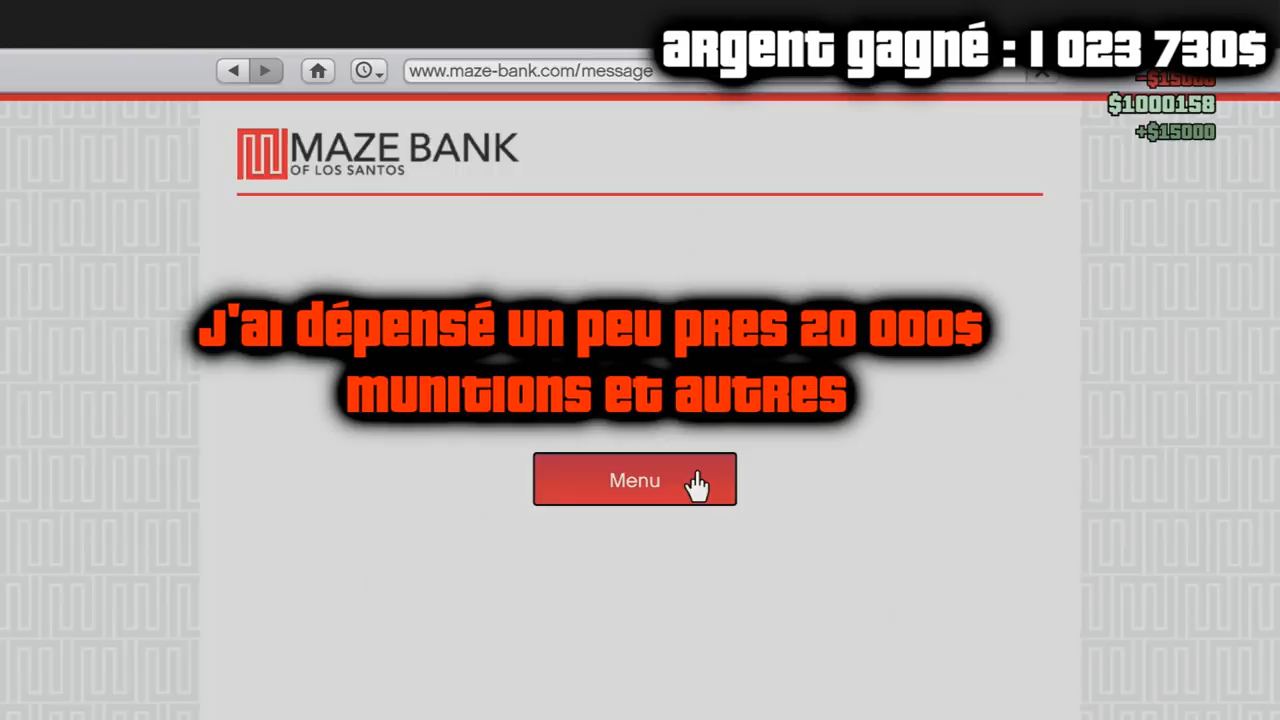 argent gagné : 1 023 730$
www.maze-bank.com/message
-$15000
$1000158
+$15000
MAZE BANK
OF LOS SANTOS
J'ai dépensé un peu pres 20 000$
munitions et autres
Menu